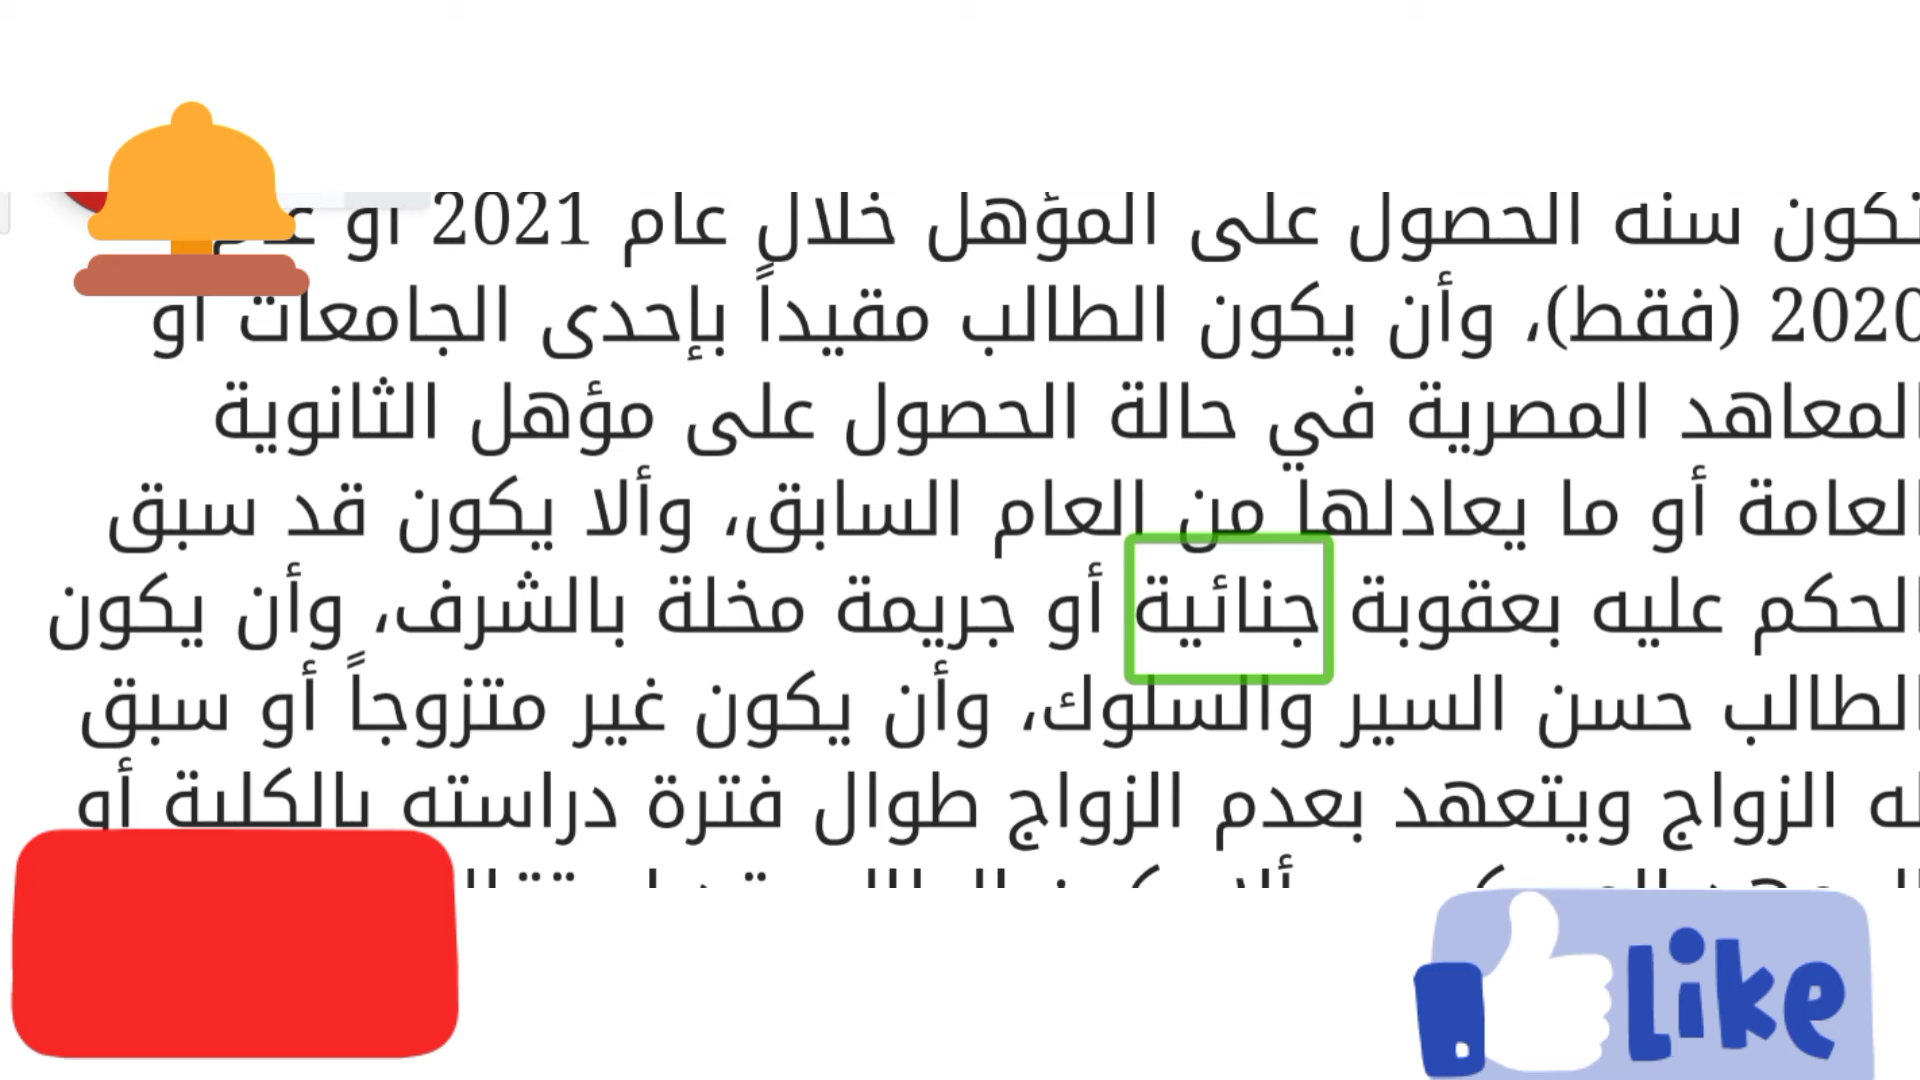 تكون سنه الحصول على المؤهل خلال عام 2021 أو
2020 (فقط)، وأن يكون الطالب مقيداً بإحدى الجامعات أو
المعاهد المصرية في حالة الحصول على مؤهل الثانوية
العامة أو ما يعادلها من العام السابق، وألا يكون قد سبق
الحكم عليه بعقوبة جنائية أو جريمة مخلة بالشرف، وأن يكون
الطالب حسن السير والسلوك، وأن يكون غير متزوجاً أو سبق
له الزواج ويتعهد بعدم الزواج طوال فترة دراسته بالكلية أو
Like